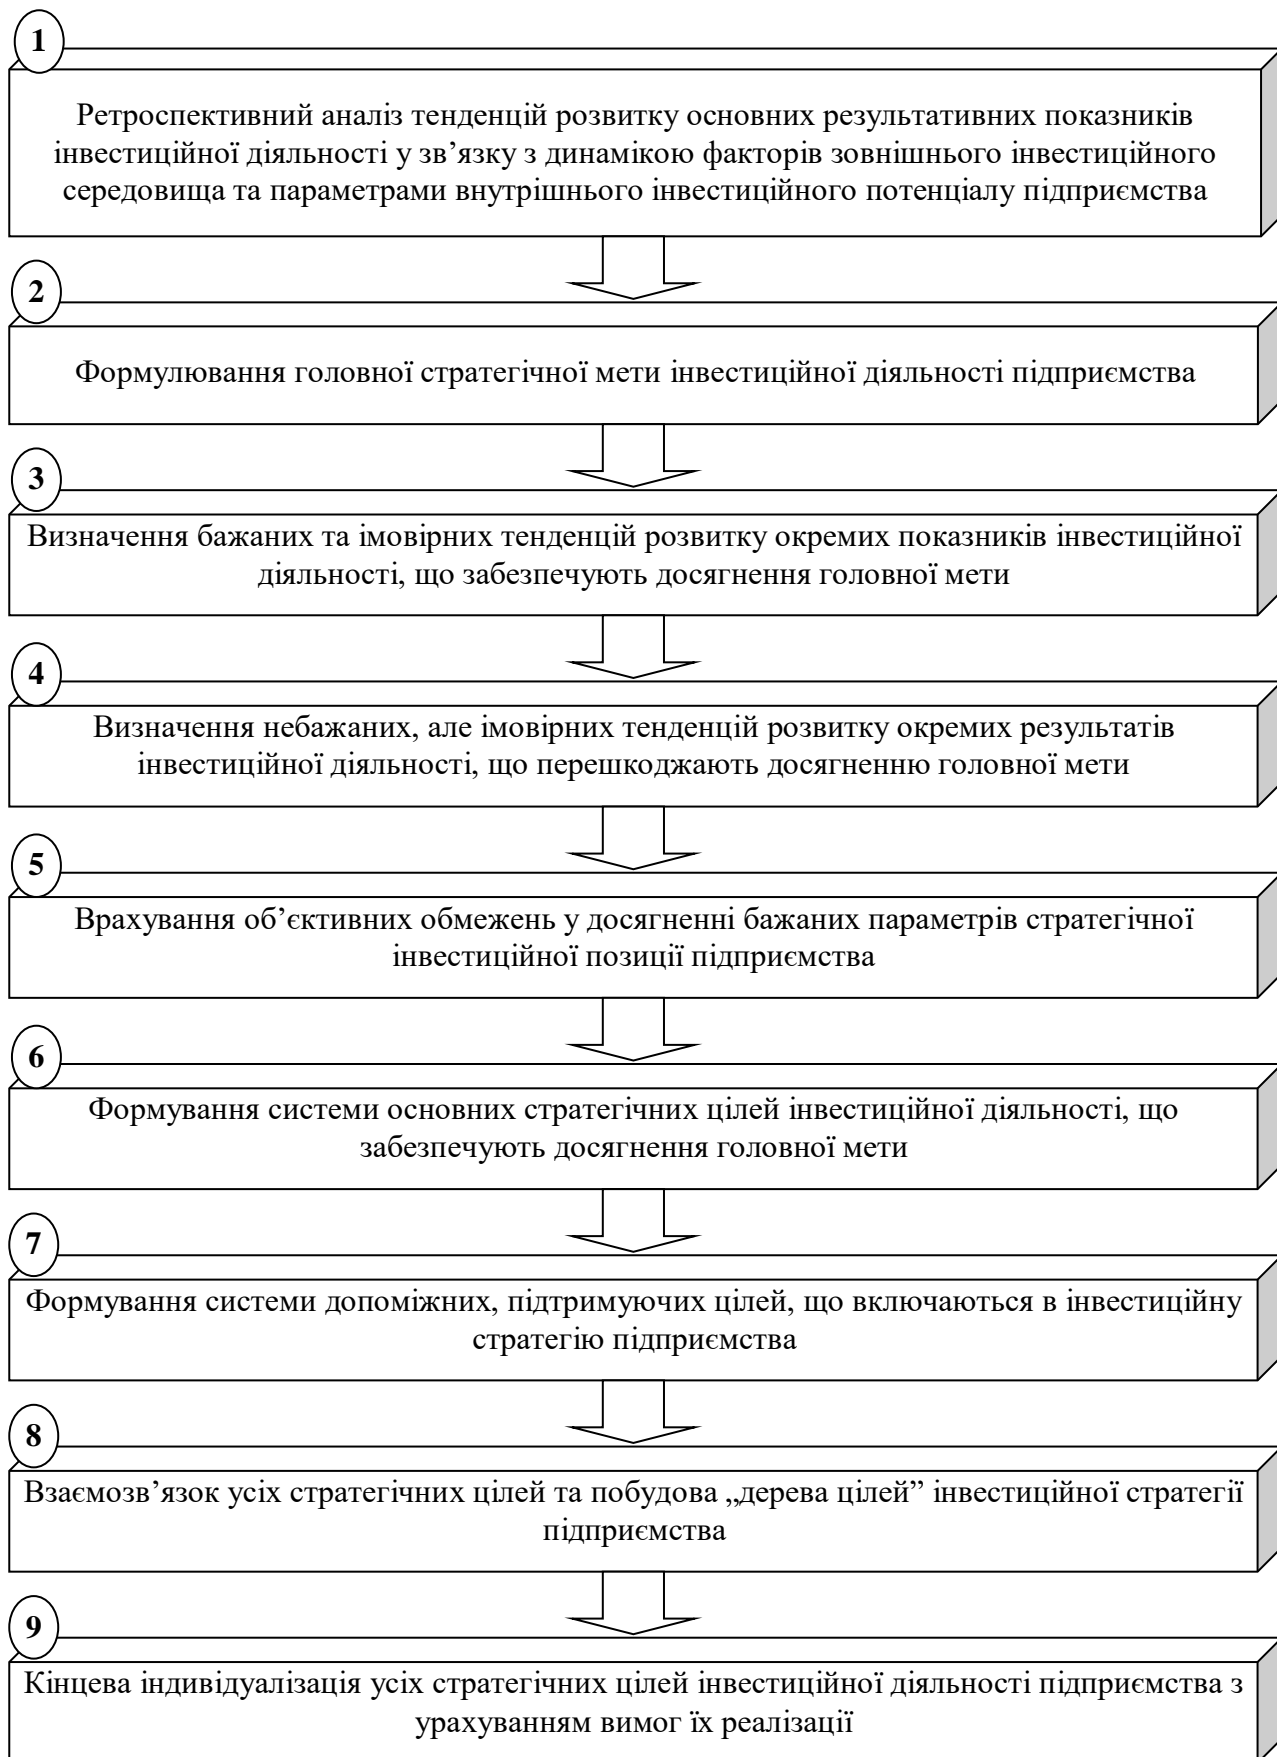 1
Ретроспективний аналіз тенденцій розвитку основних результативних показників
інвестиційної діяльності у зв’язку з динамікою факторів зовнішнього інвестиційного
середовища та параметрами внутрішнього інвестиційного потенціалу підприємства
2
Формулювання головної стратегічної мети інвестиційної діяльності підприємства
3
Визначення бажаних та імовірних тенденцій розвитку окремих показників інвестиційної
діяльності, що забезпечують досягнення головної мети
4
Визначення небажаних, але імовірних тенденцій розвитку окремих результатів
інвестиційної діяльності, що перешкоджають досягненню головної мети
5
Врахування об’єктивних обмежень у досягненні бажаних параметрів стратегічної
інвестиційної позиції підприємства
6
Формування системи основних стратегічних цілей інвестиційної діяльності, що
забезпечують досягнення головної мети
7
Формування системи допоміжних, підтримуючих цілей, що включаються в інвестиційну
стратегію підприємства
8
Взаємозв’язок усіх стратегічних цілей та побудова „дерева цілей” інвестиційної стратегії
підприємства
9
Кінцева індивідуалізація усіх стратегічних цілей інвестиційної діяльності підприємства з
урахуванням вимог їх реалізації